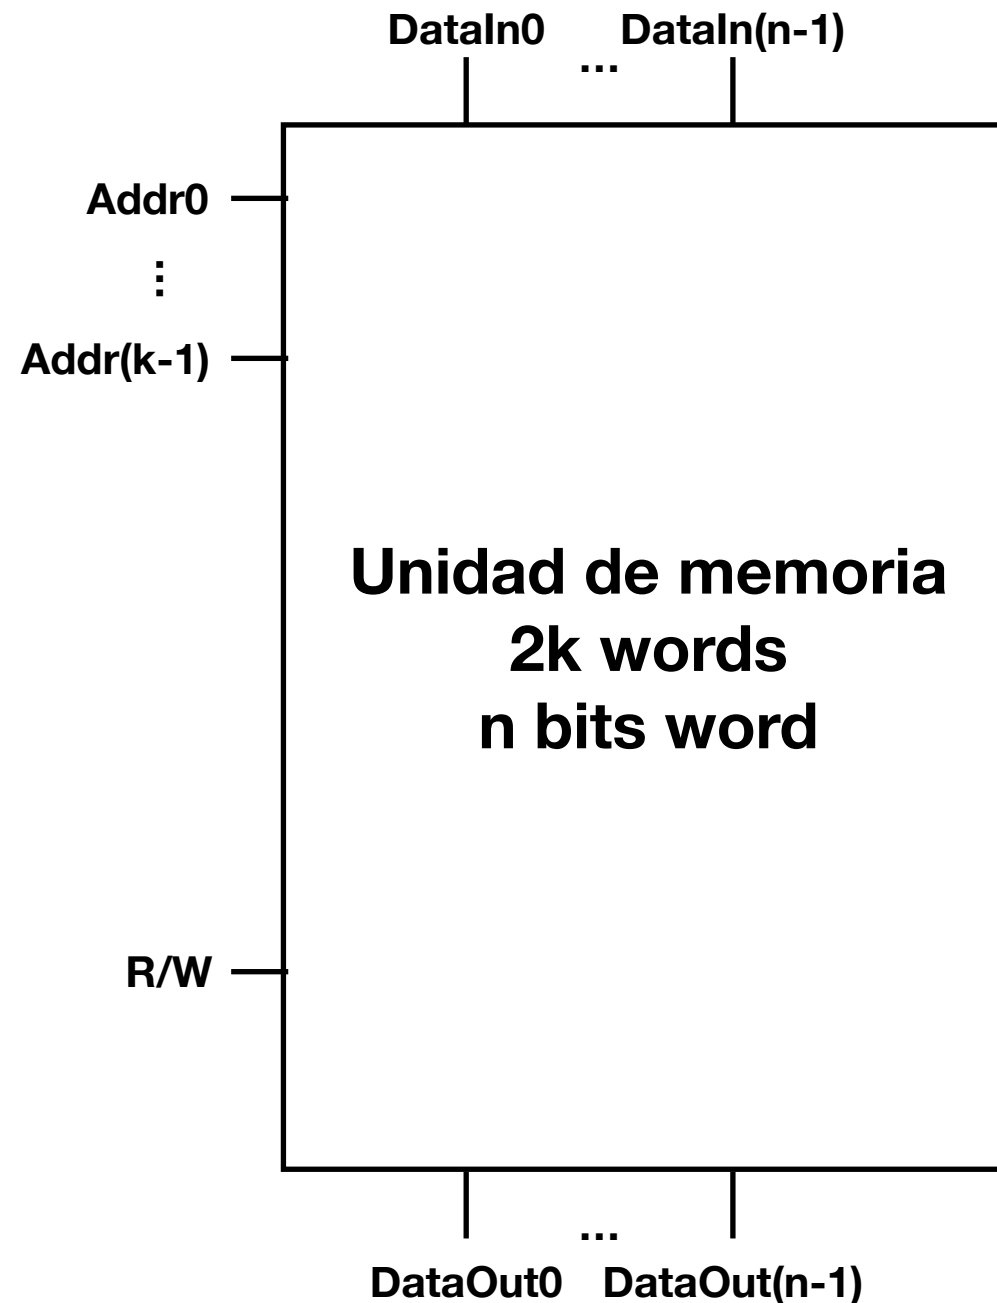 DataIn0 ... DataIn(n-1)
Addr0
...
Addr(k-1)
Unidad de memoria
2k words
n bits word
R/W
...
DataOut0 DataOut(n-1)